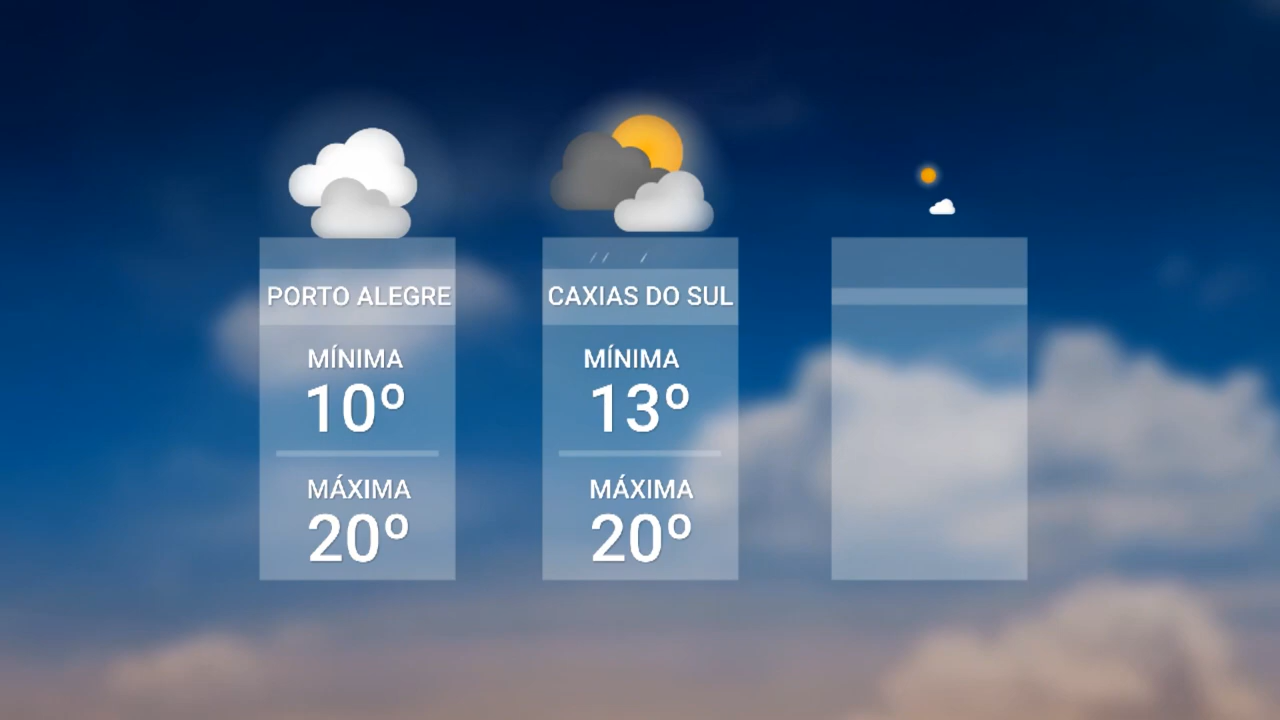 PORTO ALEGRE
MÍNIMA
10º
MÁXIMA
20º
CAXIAS DO SUL
MÍNIMA
13º
MÁXIMA
20º